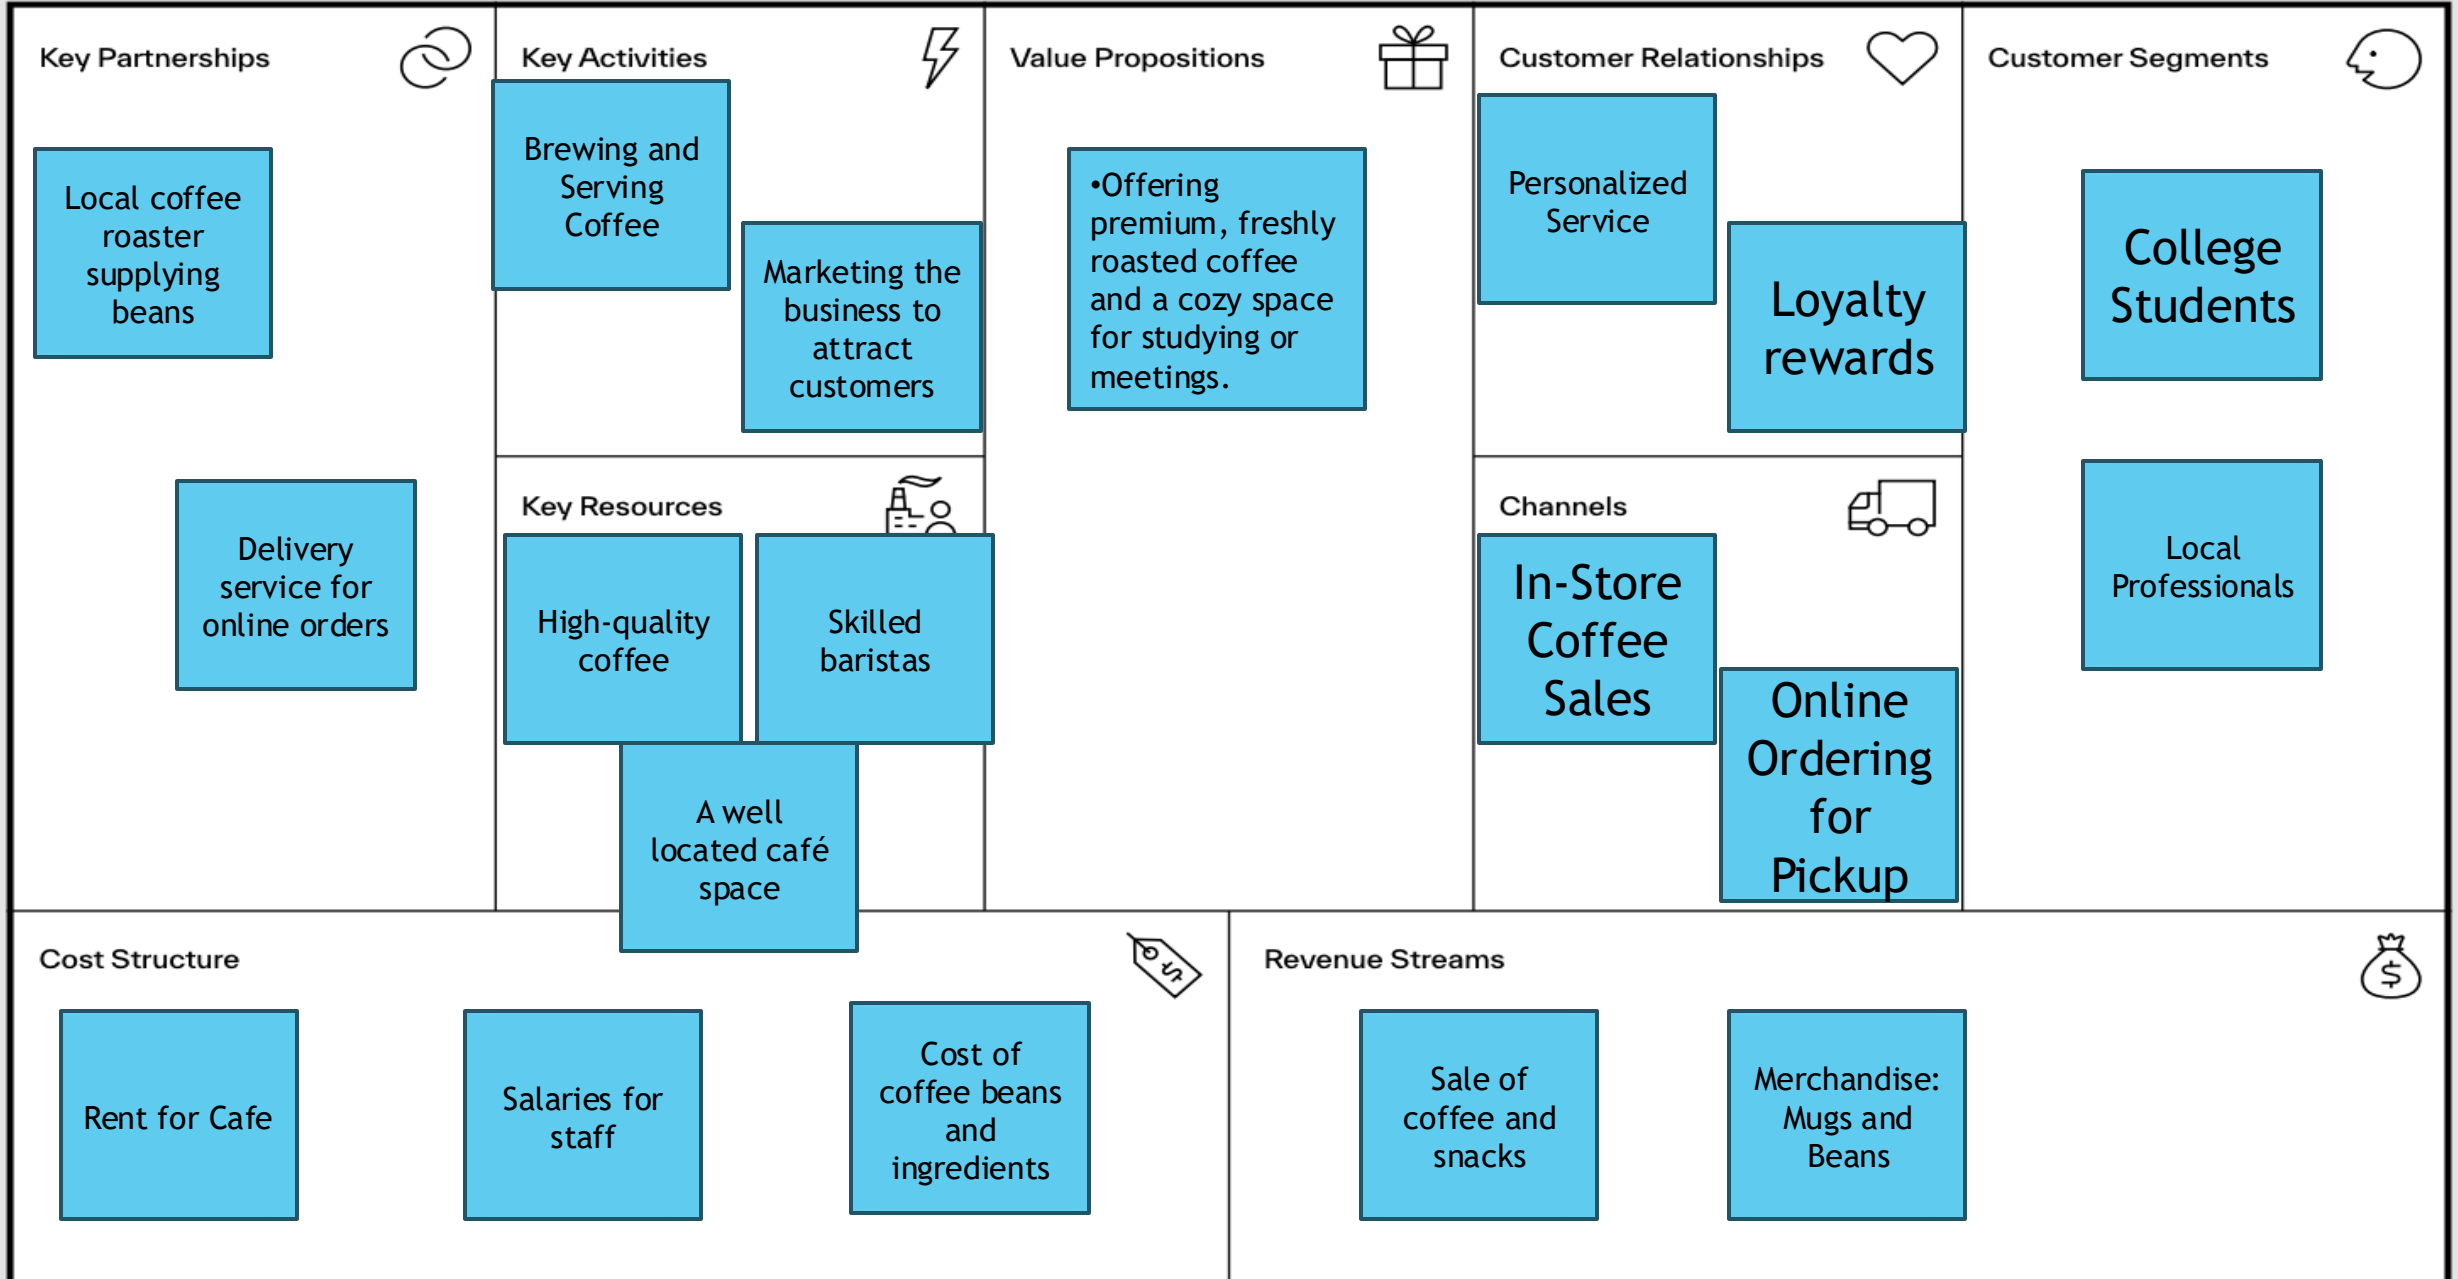 Key Partnerships
Local coffee
roaster
supplying
beans
Delivery
service for
online orders
Key Activities
Brewing and
Serving
Coffee
Marketing the
business to
attract
customers
Key Resources
High-quality
coffee
Skilled
baristas
A well
located café
space
Value Propositions
•Offering
premium, freshly
roasted coffee
and a cozy space
for studying or
meetings.
Customer Relationships
Personalized
Service
Loyalty
rewards
Channels
In-Store
Coffee
Sales
Online
Ordering
for
Pickup
Customer Segments
College
Students
Local
Professionals
Cost Structure
$
Rent for Cafe
Salaries for
staff
Cost of
coffee beans
and
ingredients
Revenue Streams
$
Sale of
coffee and
snacks
Merchandise:
Mugs and
Beans